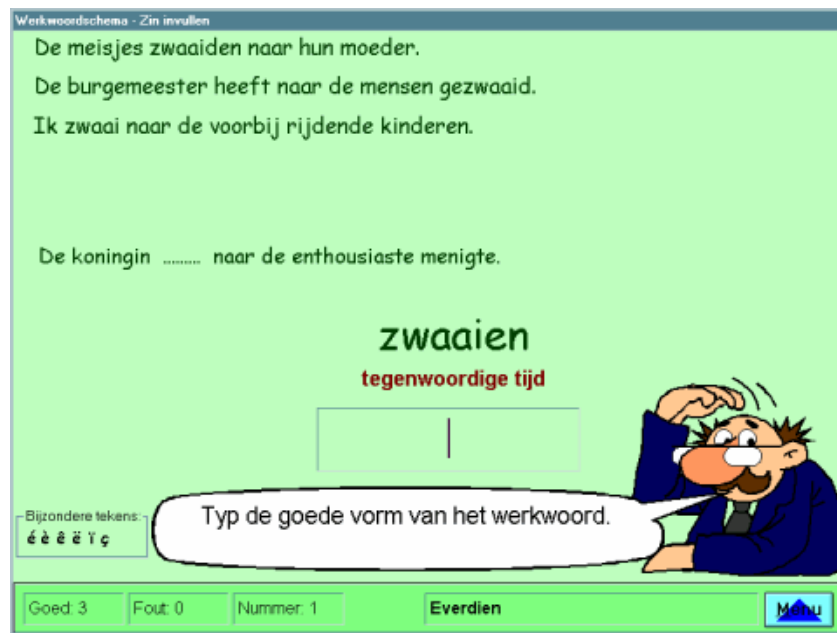 Werkwoordschema - Zin invullen
De meisjes zwaaiden naar hun moeder.
De burgemeester heeft naar de mensen gezwaaid.
Ik zwaai naar de voorbij rijdende kinderen.
De koningin ......... naar de enthousiaste menigte.
zwaaien
tegenwoordige tijd
Typ de goede vorm van het werkwoord.
Bijzondere tekens:
é è ê ë ï ç
Goed: 3 Fout: 0 Nummer: 1 Everdien Menu